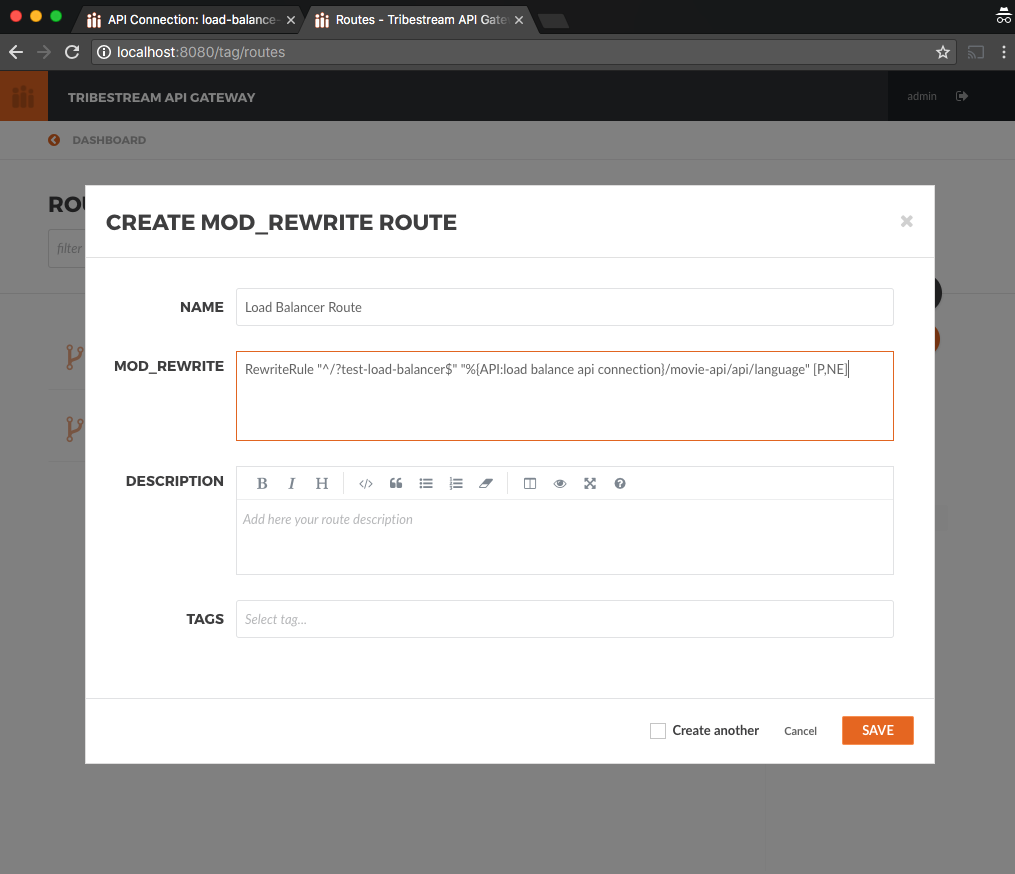 API Connection: load-balance-
Routes - Tribestream API Gate
localhost:8080/tag/routes
TRIBESTREAM API GATEWAY
admin
DASHBOARD
ROU
filter
CREATE MOD_REWRITE ROUTE
NAME
Load Balancer Route
MOD_REWRITE
RewriteRule "^/?test-load-balancer$" "%{API:load balance api connection}/movie-api/api/language" [P,NE]
DESCRIPTION
B I H
Add here your route description
TAGS
Select tag...
Create another
Cancel
SAVE